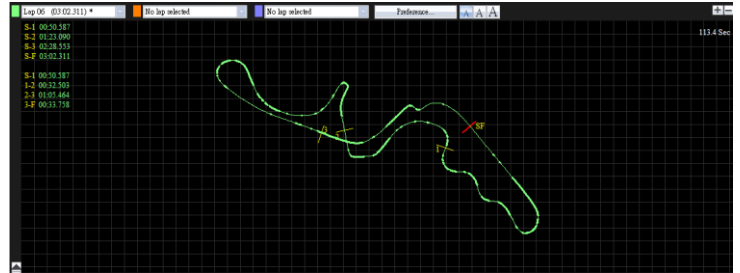 Lap 06 (03:02.311) *
No lap selected
No lap selected
Preference...
A A A
113.4 Sec
S-1 00:50.587
S-2 01:23.090
S-3 02:28.553
S-F 03:02.311
S-1 00:50.587
1-2 00:32.503
2-3 01:05.464
3-F 00:33.758
SF
1